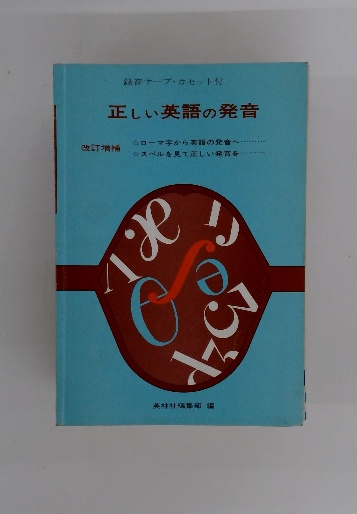 録音テープ・カセット付
正しい英語の発音
改訂増補
☆ローマ字から英語の発音へ………
☆スペルを見て正しい発音を………
英林社編集部 編